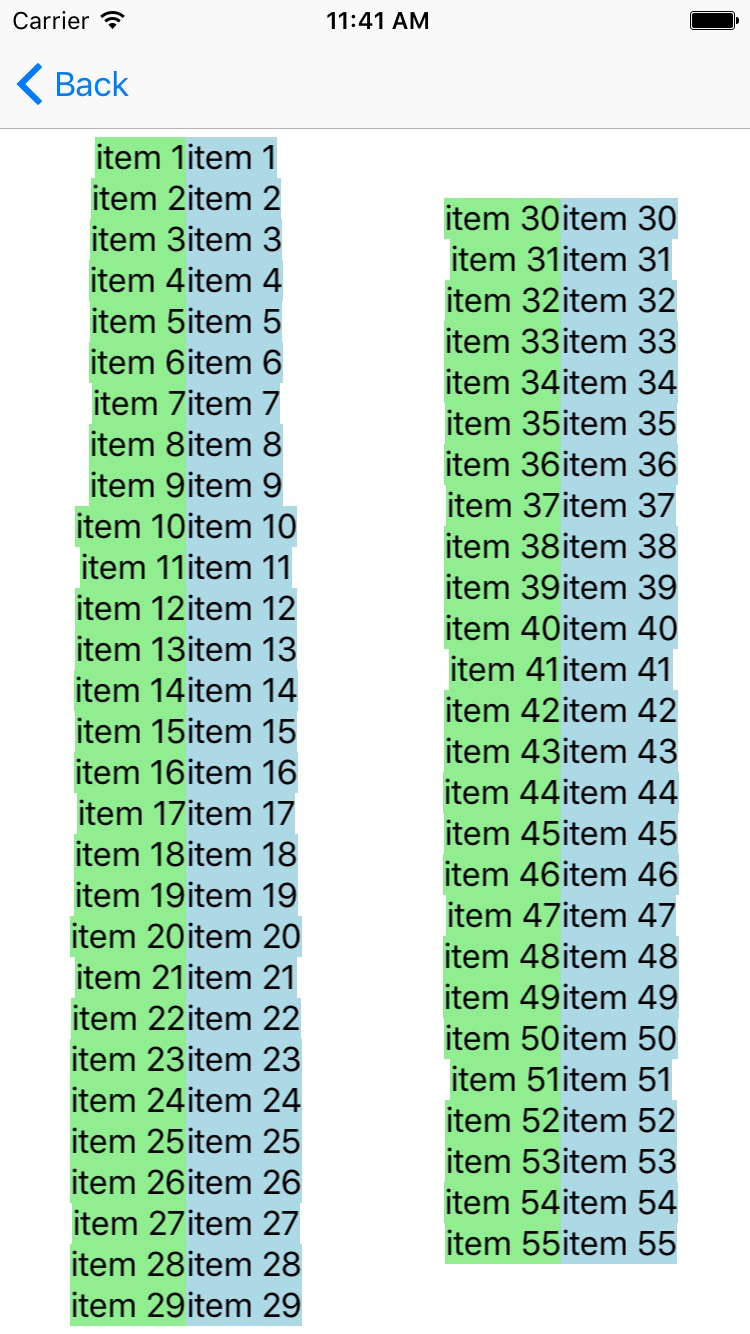 Carrier 11:41 AM
Back
item 1item 1
item 2item 2
item 3item 3
item 4item 4
item 5item 5
item 6item 6
item 7item 7
item 8item 8
item 9item 9
item 10item 10
item 11item 11
item 12item 12
item 13item 13
item 14item 14
item 15item 15
item 16item 16
item 17item 17
item 18item 18
item 19item 19
item 20item 20
item 21item 21
item 22item 22
item 23item 23
item 24item 24
item 25item 25
item 26item 26
item 27item 27
item 28item 28
item 29item 29
item 30item 30
item 31item 31
item 32item 32
item 33item 33
item 34item 34
item 35item 35
item 36item 36
item 37item 37
item 38item 38
item 39item 39
item 40item 40
item 41item 41
item 42item 42
item 43item 43
item 44item 44
item 45item 45
item 46item 46
item 47item 47
item 48item 48
item 49item 49
item 50item 50
item 51item 51
item 52item 52
item 53item 53
item 54item 54
item 55item 55